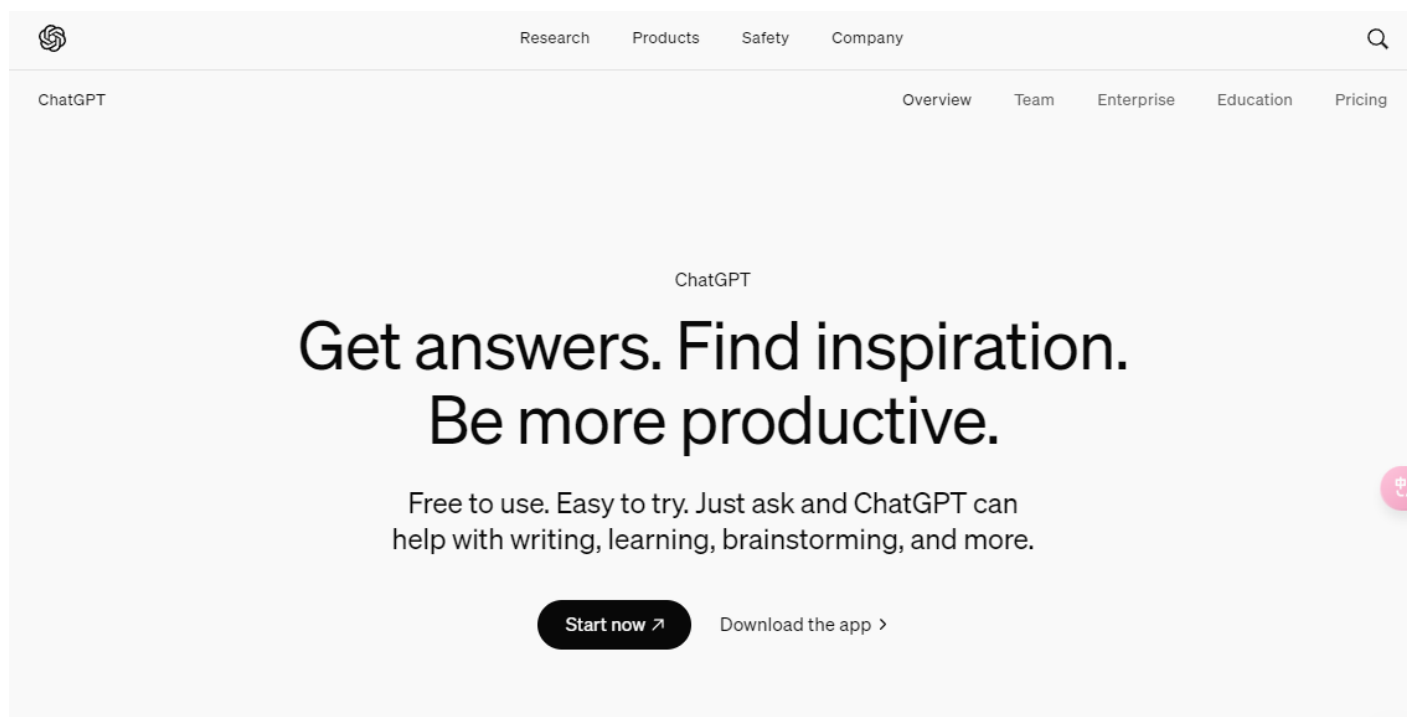 Research Products Safety Company
ChatGPT Overview Team Enterprise Education Pricing
ChatGPT
Get answers. Find inspiration.
Be more productive.
Free to use. Easy to try. Just ask and ChatGPT can
help with writing, learning, brainstorming, and more.
Start now ↗ Download the app >
中